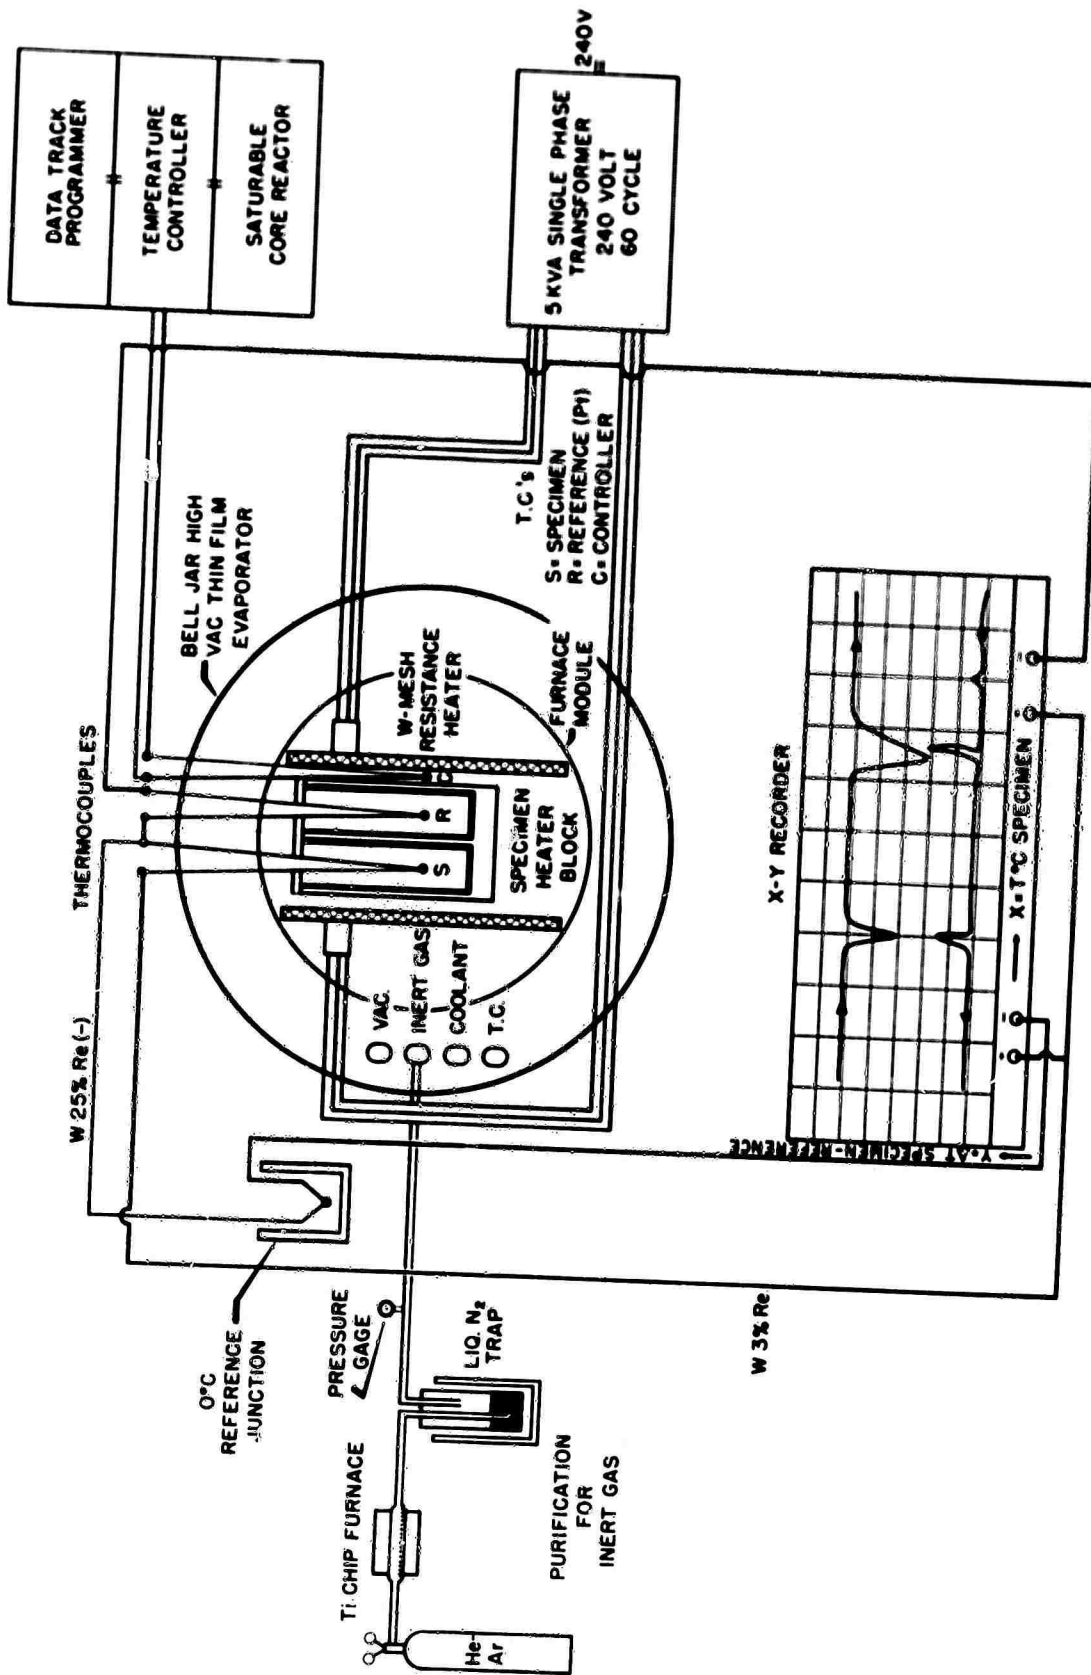 He-
Ar
Ti CHIP FURNACE
PURIFICATION
FOR
INERT GAS
LIQ. N₂
TRAP
PRESSURE
GAGE
0°C
REFERENCE
JUNCTION
W 25% Re (-)
W 3% Re
THERMOCOUPLES
BELL JAR HIGH
VAC THIN FILM
EVAPORATOR
VAC.
INERT GAS
COOLANT
T.C.
S
R
C
SPECIMEN
HEATER
BLOCK
W-MESH
RESISTANCE
HEATER
FURNACE
MODULE
DATA TRACK
PROGRAMMER
TEMPERATURE
CONTROLLER
SATURABLE
CORE REACTOR
5 KVA SINGLE PHASE
TRANSFORMER
240 VOLT
60 CYCLE
240V
T.C's
S= SPECIMEN
R= REFERENCE (Pt)
C= CONTROLLER
X-Y RECORDER
Y=ΔT SPECIMEN-REFERENCE
X=T°C SPECIMEN